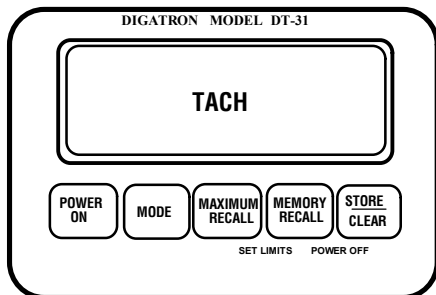 DIGATRON MODEL DT-31
TACH
POWER
ON
MODE
MAXIMUM
RECALL
MEMORY
RECALL
STORE
CLEAR
SET LIMITS POWER OFF